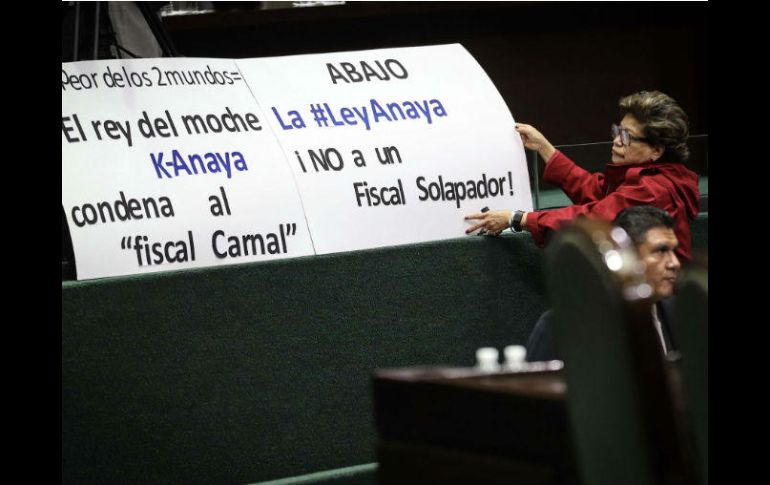 Peor de los 2 mundos=
El rey del moche
K-Anaya
condena al
“fiscal Carnal”
ABAJO
La #LeyAnaya
¡NO a un
Fiscal Solapador!